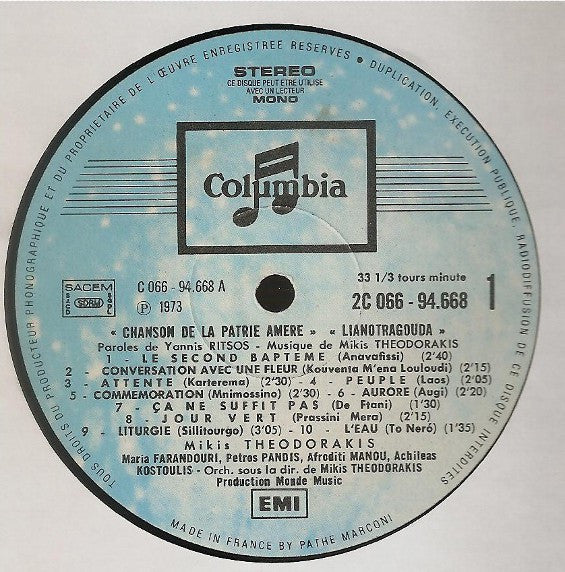 TOUS DROITS DU PRODUCTEUR PHONOGRAPHIQUE ET DU PROPRIETAIRE DE L'ŒUVRE ENREGISTREE RESERVES • DUPLICATION, EXECUTION PUBLIQUE, RADIODIFFUSION DE CE DISQUE INTERDITES
STEREO
CE DISQUE PEUT ETRE UTILISE
AVEC UN LECTEUR
MONO
Columbia
SACEM
SDRM
C 066 - 94.668 A
Ⓟ 1973
33 1/3 tours minute
2C 066 - 94.668
1
« CHANSON DE LA PATRIE AMERE » « LIANOTRAGOUDA »
Paroles de Yannis RITSOS - Musique de Mikis THEODORAKIS
1 - LE SECOND BAPTEME (Anavafissi) (2'40)
2 - CONVERSATION AVEC UNE FLEUR (Kouventa M'ena Louloudi) (2'15)
3 - ATTENTE (Karterema) (2'30) - 4 - PEUPLE (Laos) (2'05)
5 - COMMEMORATION (Mnimossino) (2'30) - 6 - AURORE (Augi) (2'20)
7 - ÇA NE SUFFIT PAS (De Ftani) (1'30)
8 - JOUR VERT (Prassini Mera) (2'15)
9 - LITURGIE (Sillitourgo) (3'05) - 10 - L'EAU (To Neró) (1'35)
Mikis THEODORAKIS
Maria FARANDOURI, Petros PANDIS, Afroditi MANOU, Achileas
KOSTOULIS - Orch. sous la dir. de Mikis THEODORAKIS
Production Monde Music
EMI
MADE IN FRANCE BY PATHE MARCONI